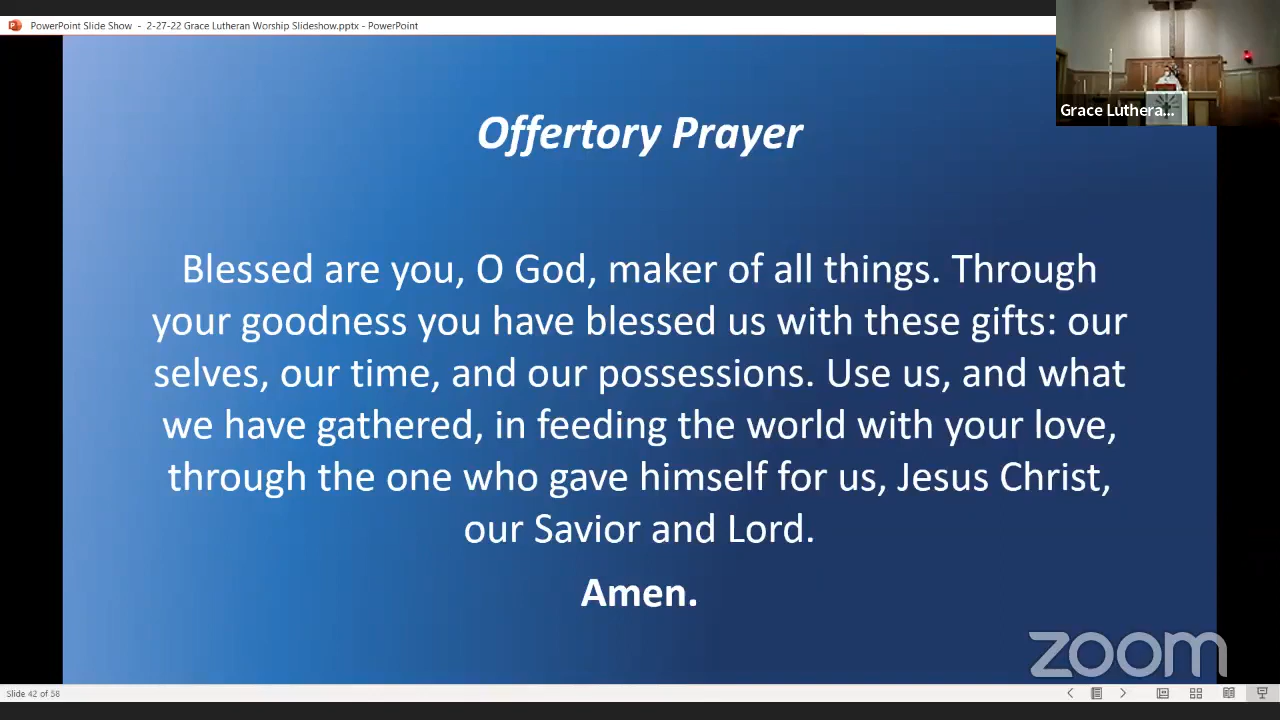 PowerPoint Slide Show - 2-27-22 Grace Lutheran Worship Slideshow.pptx - PowerPoint
Grace Luthera...
Offertory Prayer
Blessed are you, O God, maker of all things. Through
your goodness you have blessed us with these gifts: our
selves, our time, and our possessions. Use us, and what
we have gathered, in feeding the world with your love,
through the one who gave himself for us, Jesus Christ,
our Savior and Lord.
Amen.
zoom
Slide 42 of 58